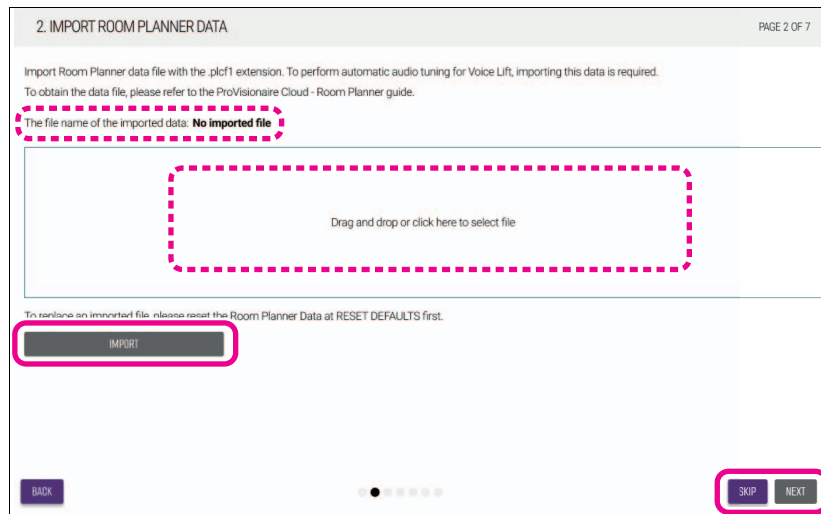 2. IMPORT ROOM PLANNER DATA
PAGE 2 OF 7
Import Room Planner data file with the .plcf1 extension. To perform automatic audio tuning for Voice Lift, importing this data is required.
To obtain the data file, please refer to the ProVisionaire Cloud - Room Planner guide.
The file name of the imported data: No imported file
Drag and drop or click here to select file
To replace an imported file, please reset the Room Planner Data at RESET DEFAULTS first.
IMPORT
BACK
SKIP
NEXT